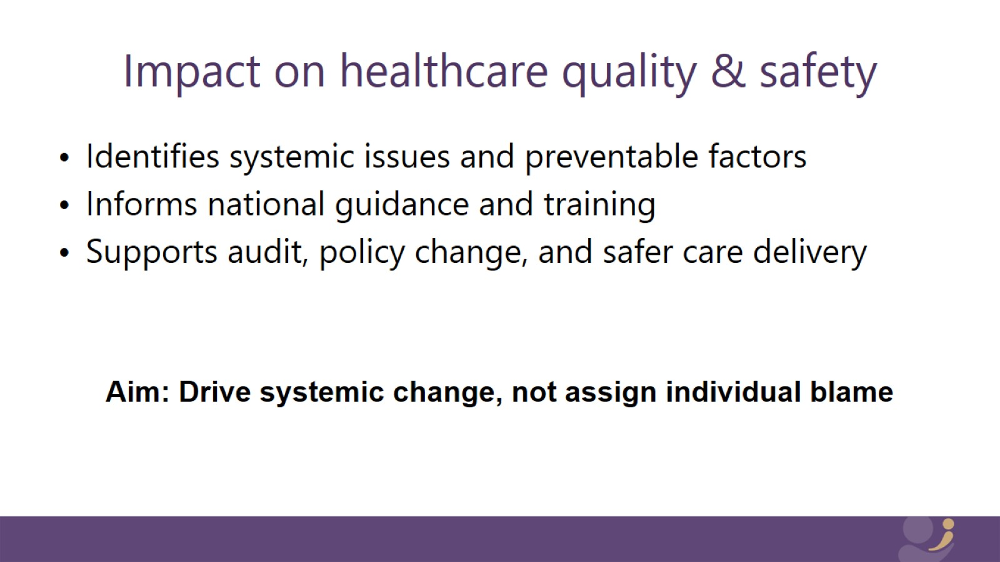 Impact on healthcare quality & safety
• Identifies systemic issues and preventable factors
• Informs national guidance and training
• Supports audit, policy change, and safer care delivery
Aim: Drive systemic change, not assign individual blame